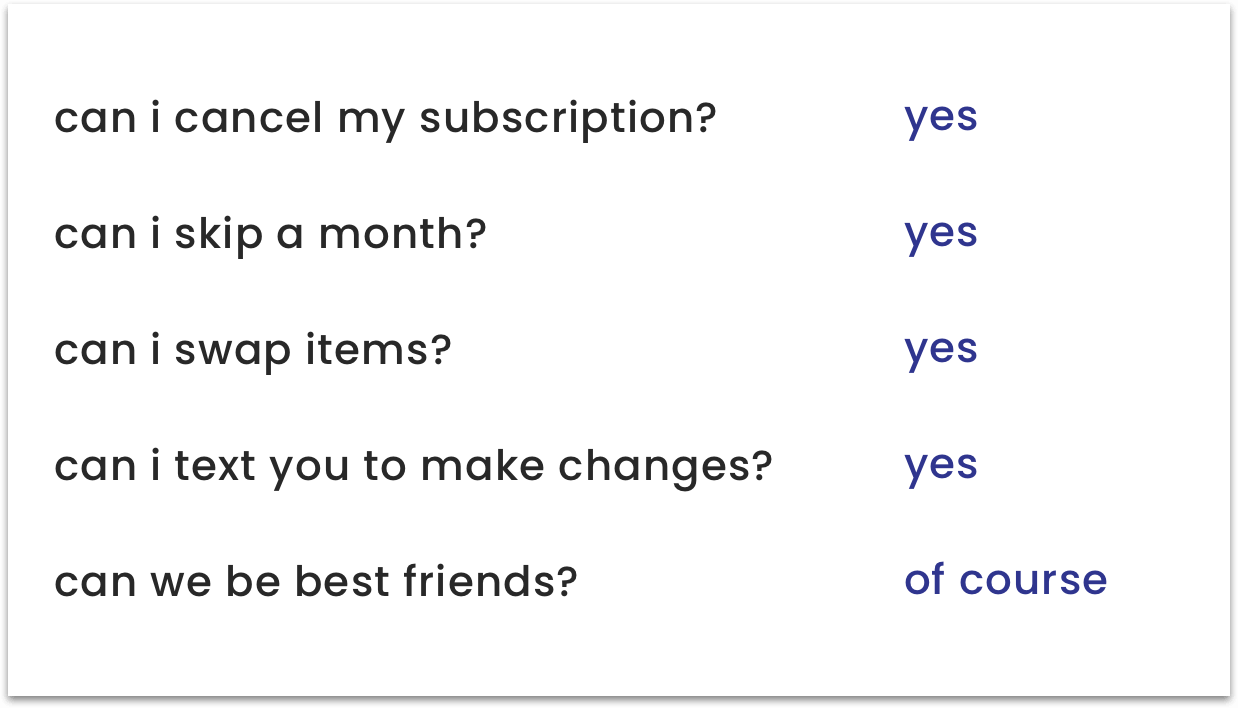 can i cancel my subscription? yes
can i skip a month? yes
can i swap items? yes
can i text you to make changes? yes
can we be best friends? of course